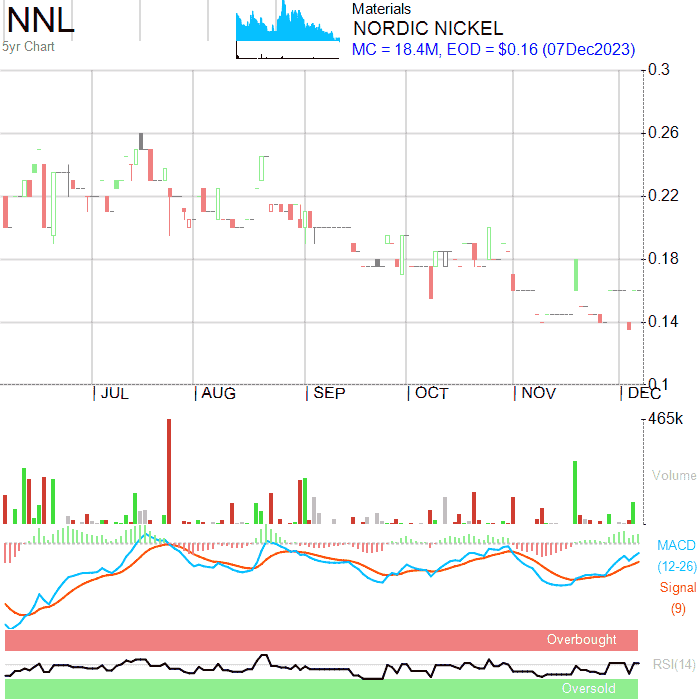 NNL
5yr Chart
Materials
NORDIC NICKEL
MC = 18.4M, EOD = $0.16 (07Dec2023)
0.3
0.26
0.22
0.18
0.14
0.1
JUL AUG SEP OCT NOV DEC
465k
Volume
MACD
(12-26)
Signal
(9)
Overbought
RSI(14)
Oversold